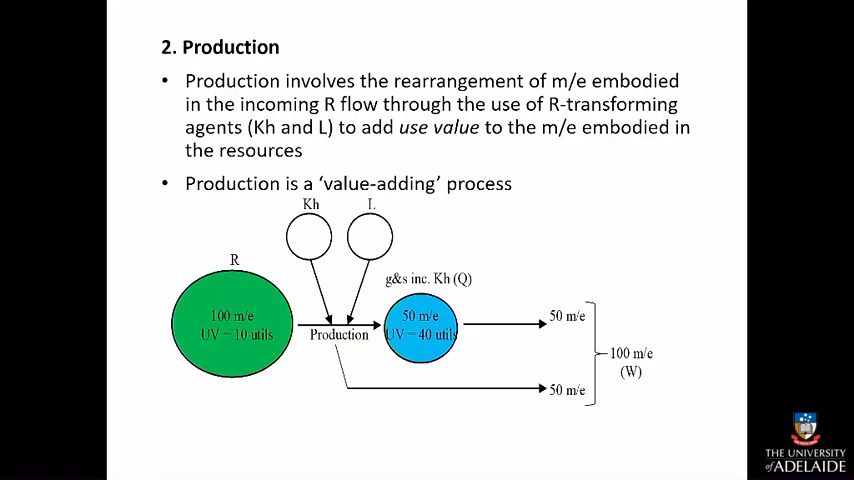 2. Production
• Production involves the rearrangement of m/e embodied
in the incoming R flow through the use of R-transforming
agents (Kh and L) to add use value to the m/e embodied in
the resources
• Production is a ‘value-adding’ process
Kh
L
R
g&s inc. Kh (Q)
100 m/e
UV = 10 utils
Production
50 m/e
UV = 40 utils
50 m/e
100 m/e
(W)
50 m/e
THE UNIVERSITY
of ADELAIDE